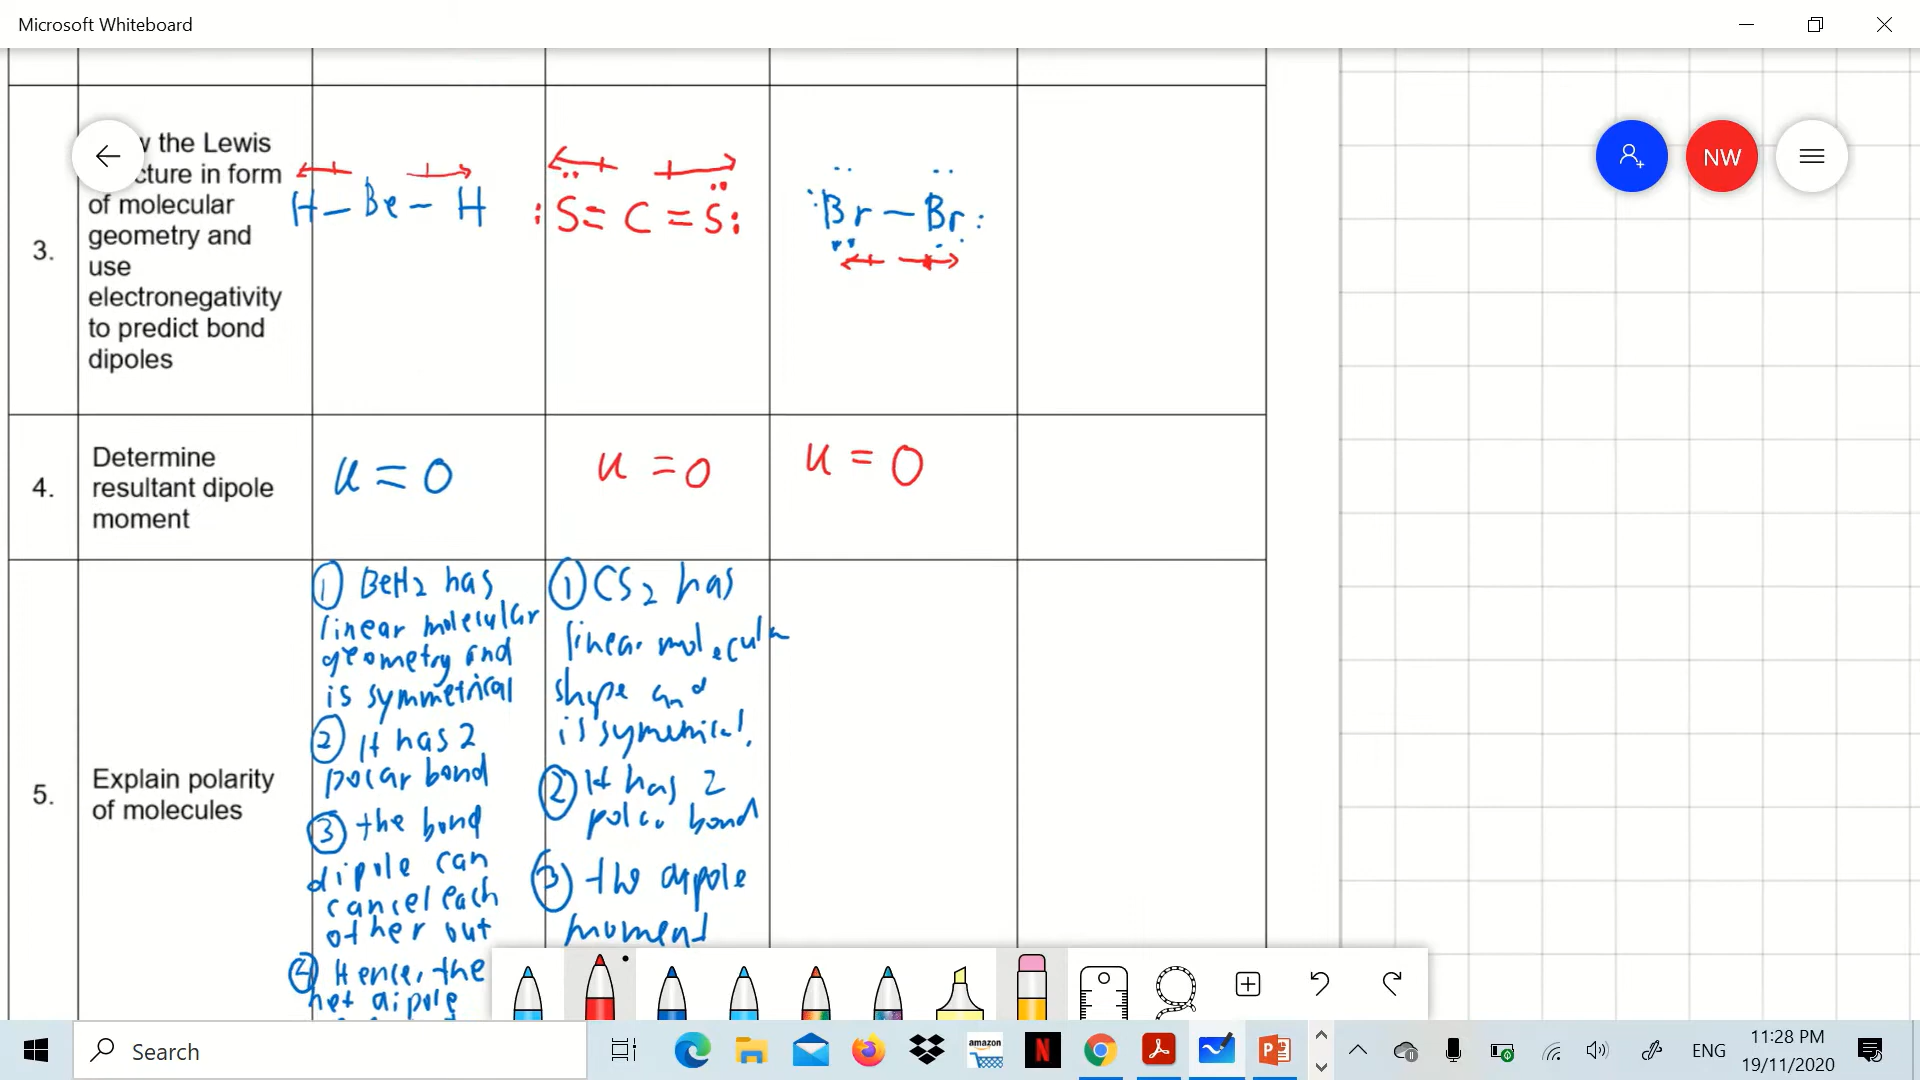 Microsoft Whiteboard
w the Lewis
cture in form
of molecular
geometry and
use
electronegativity
to predict bond
dipoles
3.
H - Be - H
:S=C=S:
:Br-Br:
NW
4.
Determine
resultant dipole
moment
u = 0
u = 0
u = 0
5.
Explain polarity
of molecules
① BeH2 has
linear molecular
geometry and
is symmetrical
② It has 2
polar bond
③ the bond
dipole can
cancel each
other out
④ Hence, the
net dipole
① CS2 has
linear molecula
shape and
is symetrical.
② It has 2
polar bond
③ the dipole
moment
Search
amazon
N
P
ENG
11:28 PM
19/11/2020